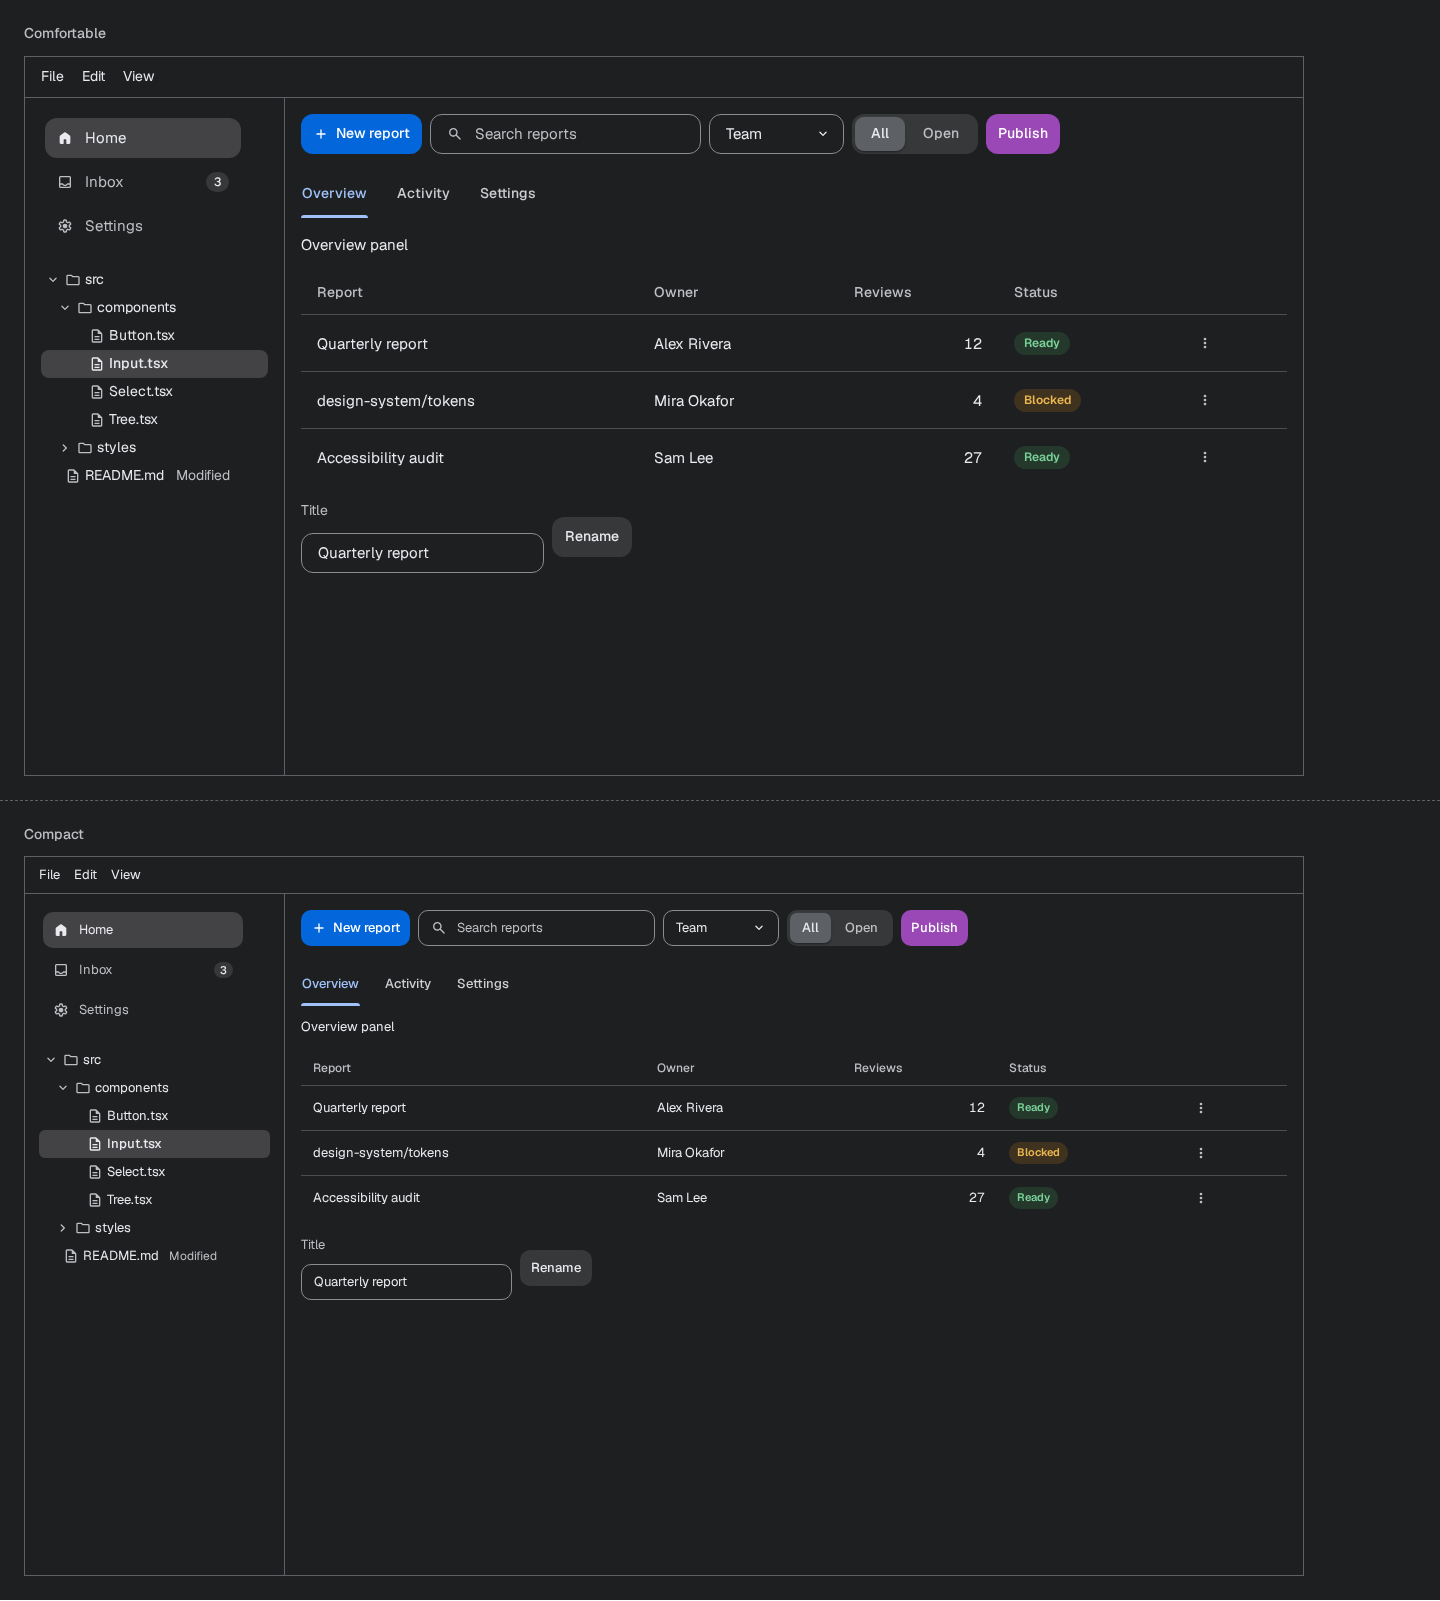 Comfortable
File Edit View
Home
Inbox 3
Settings
src
components
Button.tsx
Input.tsx
Select.tsx
Tree.tsx
styles
README.md Modified
New report Search reports Team All Open Publish
Overview Activity Settings
Overview panel
Report Owner Reviews Status
Quarterly report Alex Rivera 12 Ready
design-system/tokens Mira Okafor 4 Blocked
Accessibility audit Sam Lee 27 Ready
Title
Quarterly report Rename
Compact
File Edit View
Home
Inbox 3
Settings
src
components
Button.tsx
Input.tsx
Select.tsx
Tree.tsx
styles
README.md Modified
New report Search reports Team All Open Publish
Overview Activity Settings
Overview panel
Report Owner Reviews Status
Quarterly report Alex Rivera 12 Ready
design-system/tokens Mira Okafor 4 Blocked
Accessibility audit Sam Lee 27 Ready
Title
Quarterly report Rename